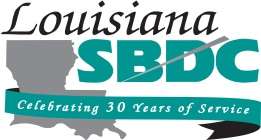 Louisiana
SBDC
Celebrating 30 Years of Service